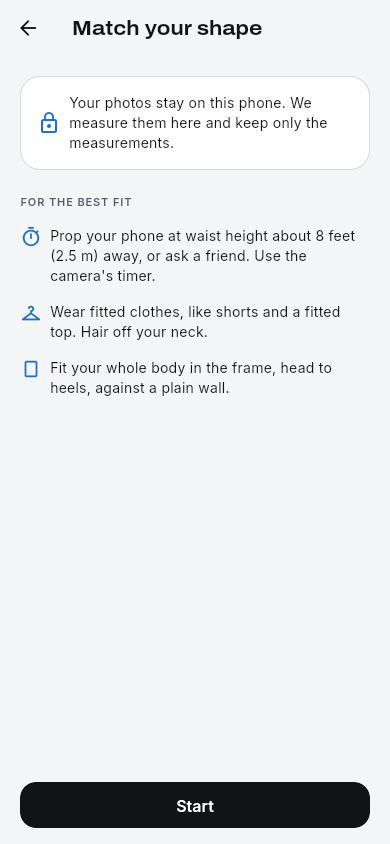 Match your shape
Your photos stay on this phone. We
measure them here and keep only the
measurements.
FOR THE BEST FIT
Prop your phone at waist height about 8 feet
(2.5 m) away, or ask a friend. Use the
camera's timer.
Wear fitted clothes, like shorts and a fitted
top. Hair off your neck.
Fit your whole body in the frame, head to
heels, against a plain wall.
Start